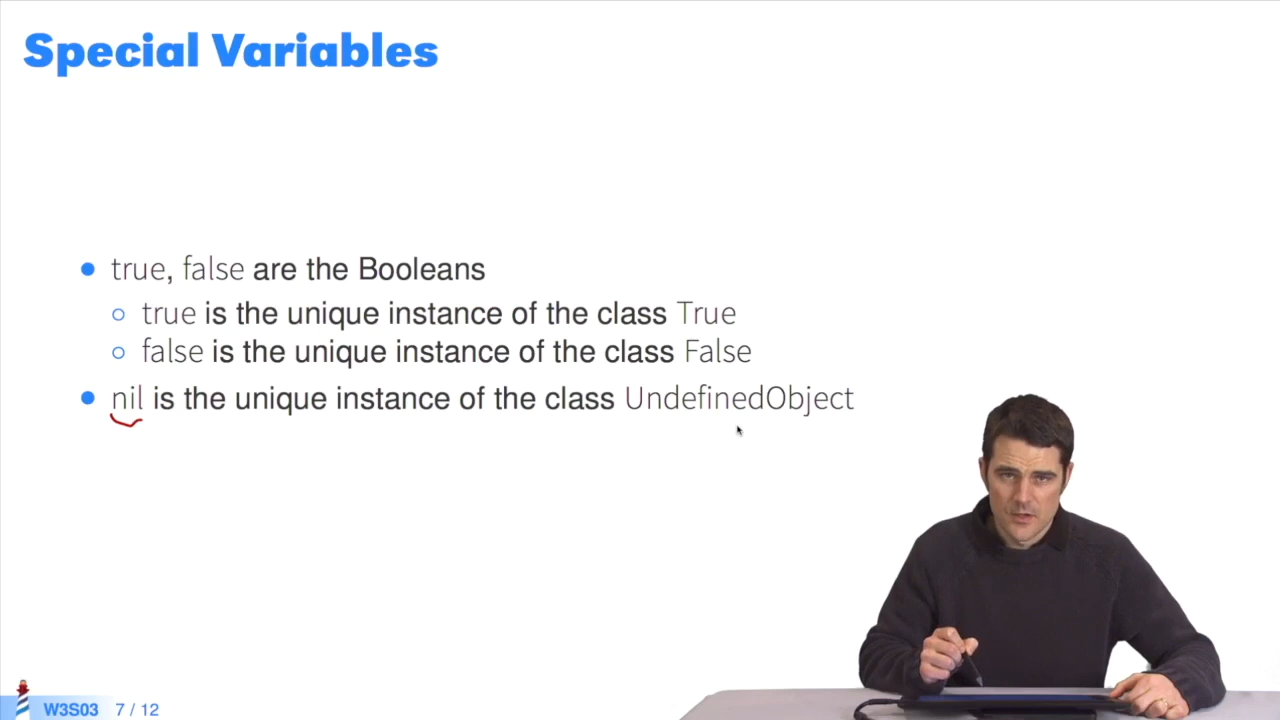 Special Variables
true, false are the Booleans
true is the unique instance of the class True
false is the unique instance of the class False
nil is the unique instance of the class UndefinedObject
W3S03 7 / 12